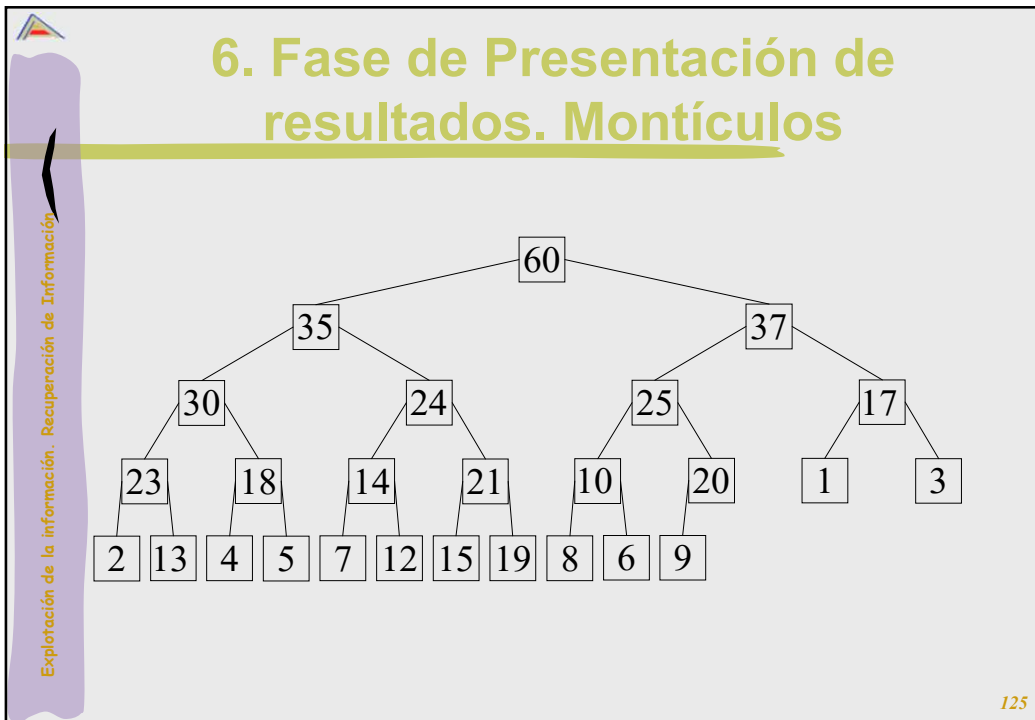 6. Fase de Presentación de
resultados. Montículos
Explotación de la información. Recuperación de Información
60
35 37
30 24 25 17
23 18 14 21 10 20 1 3
2 13 4 5 7 12 15 19 8 6 9
125